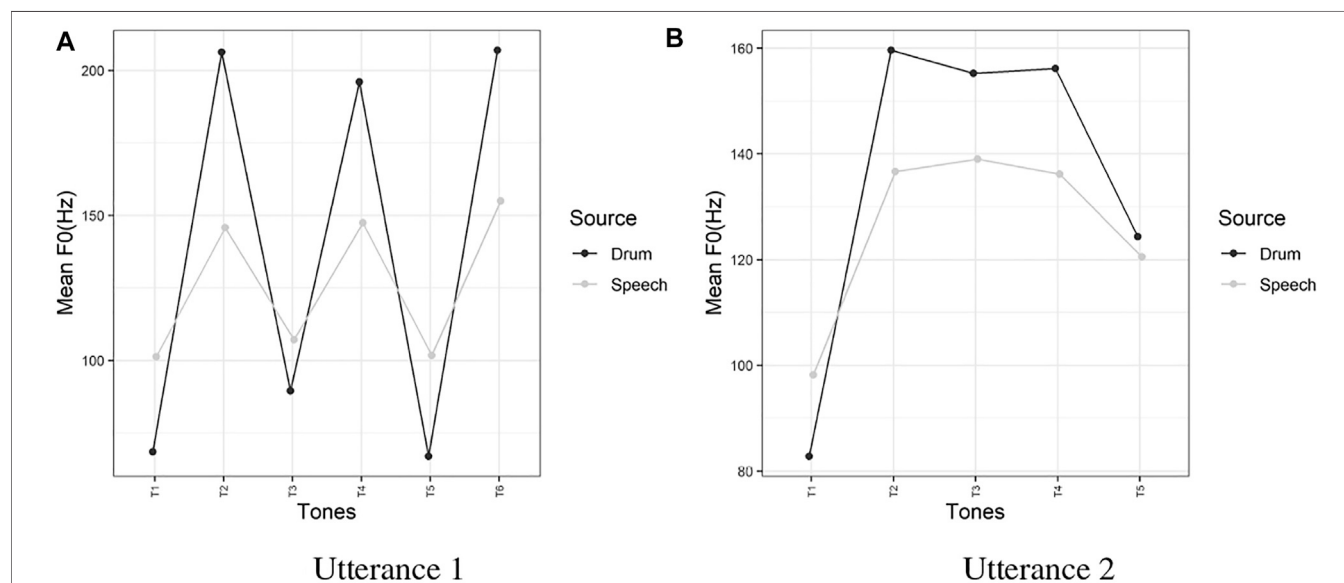 A
Mean F0(Hz)
200
150
100
T1 T2 T3 T4 T5 T6
Tones
Source
Drum
Speech
Utterance 1
B
Mean F0(Hz)
160
140
120
100
80
T1 T2 T3 T4 T5
Tones
Source
Drum
Speech
Utterance 2